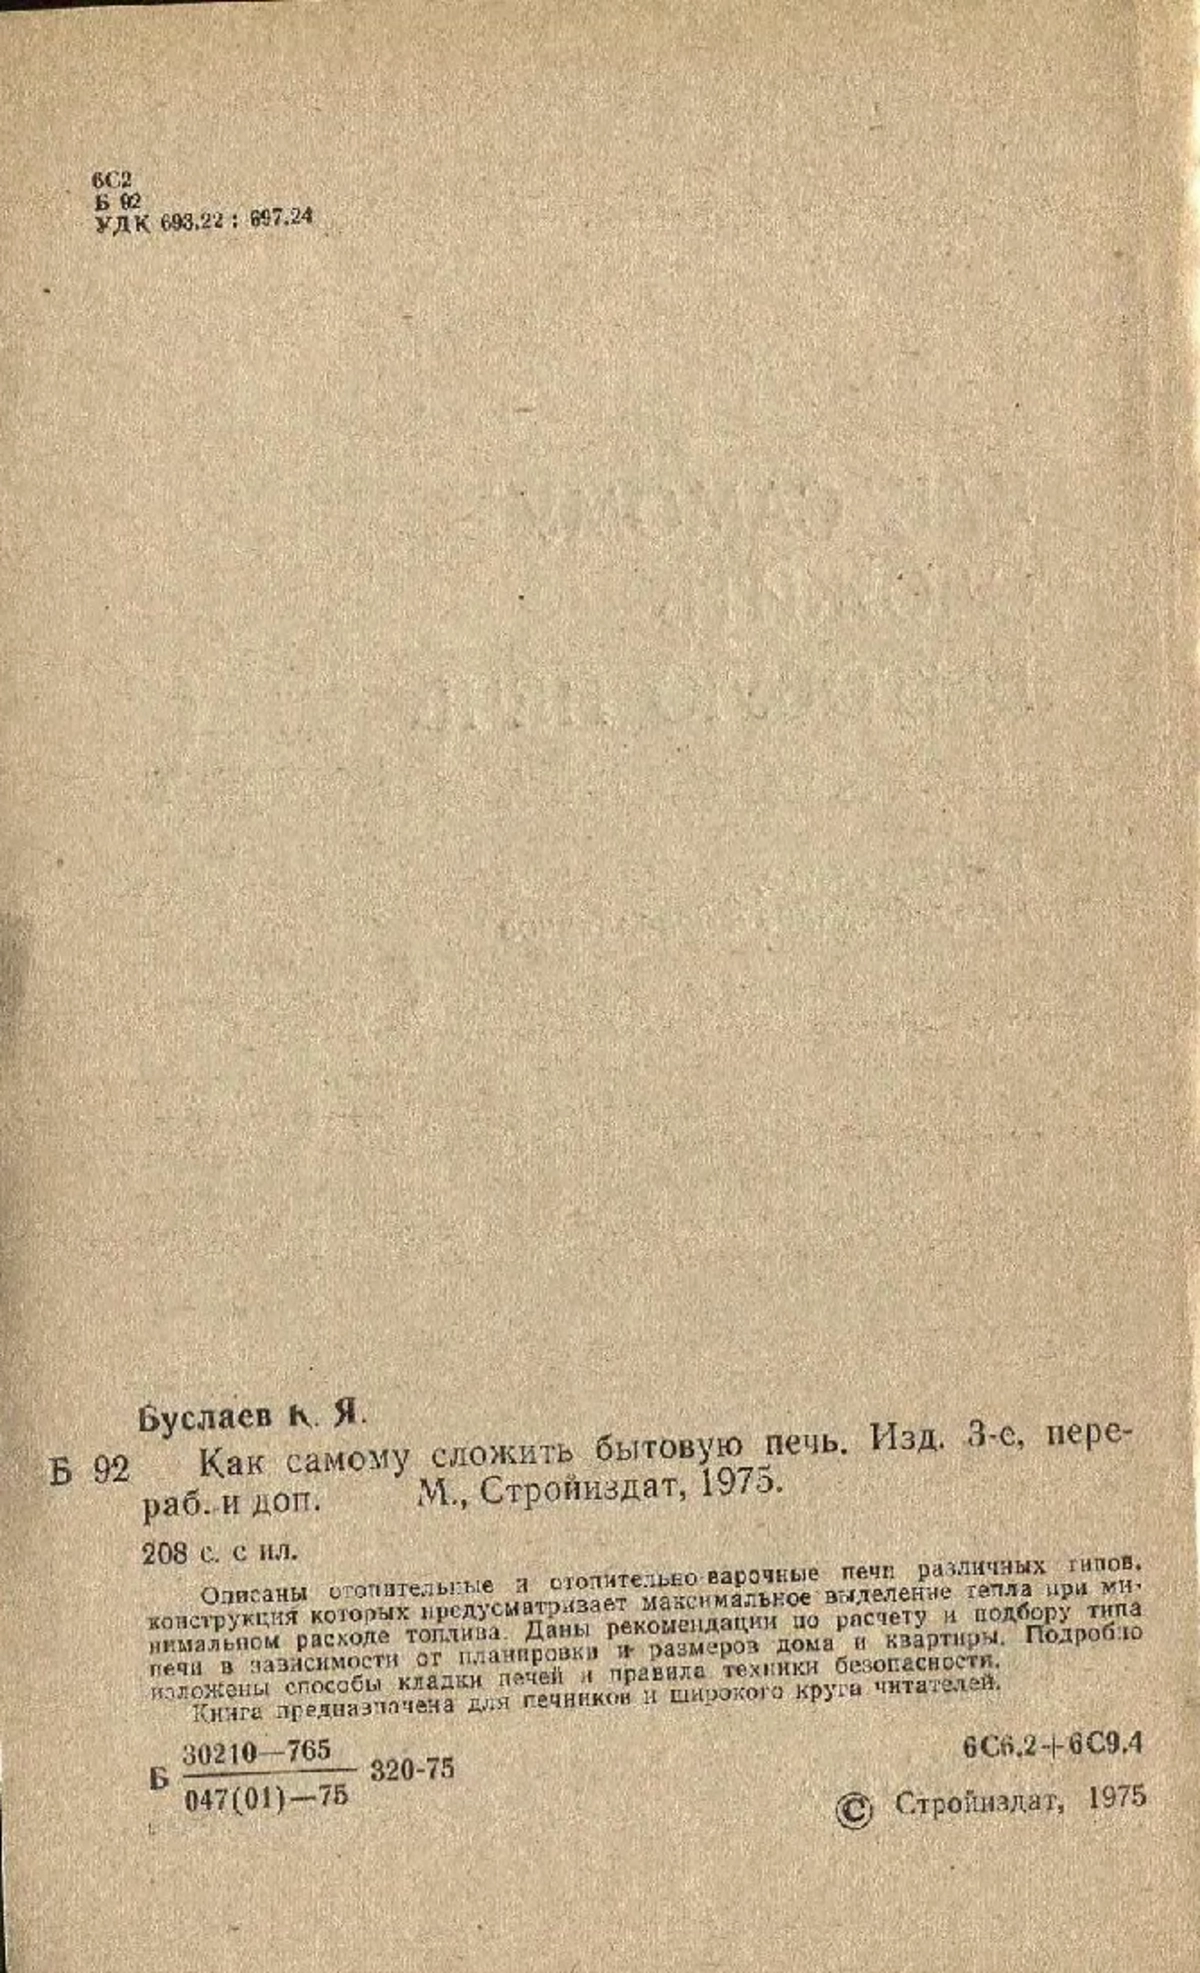 6С2
Б 92
УДК 693.22 : 697.24
Буслаев К. Я.
Б 92 Как самому сложить бытовую печь. Изд. 3-е, пере-
раб. и доп. М., Стройиздат, 1975.
208 с. с ил.
Описаны отопительные и отопительно-варочные печи различных типов,
конструкция которых предусматривает максимальное выделение тепла при ми-
нимальном расходе топлива. Даны рекомендации по расчету и подбору типа
печи в зависимости от планировки и размеров дома и квартиры. Подробно
изложены способы кладки печей и правила техники безопасности.
Книга предназначена для печников и широкого круга читателей.
Б 30210—765 320-75
047(01)—75
6С6.2+6С9.4
© Стройиздат, 1975